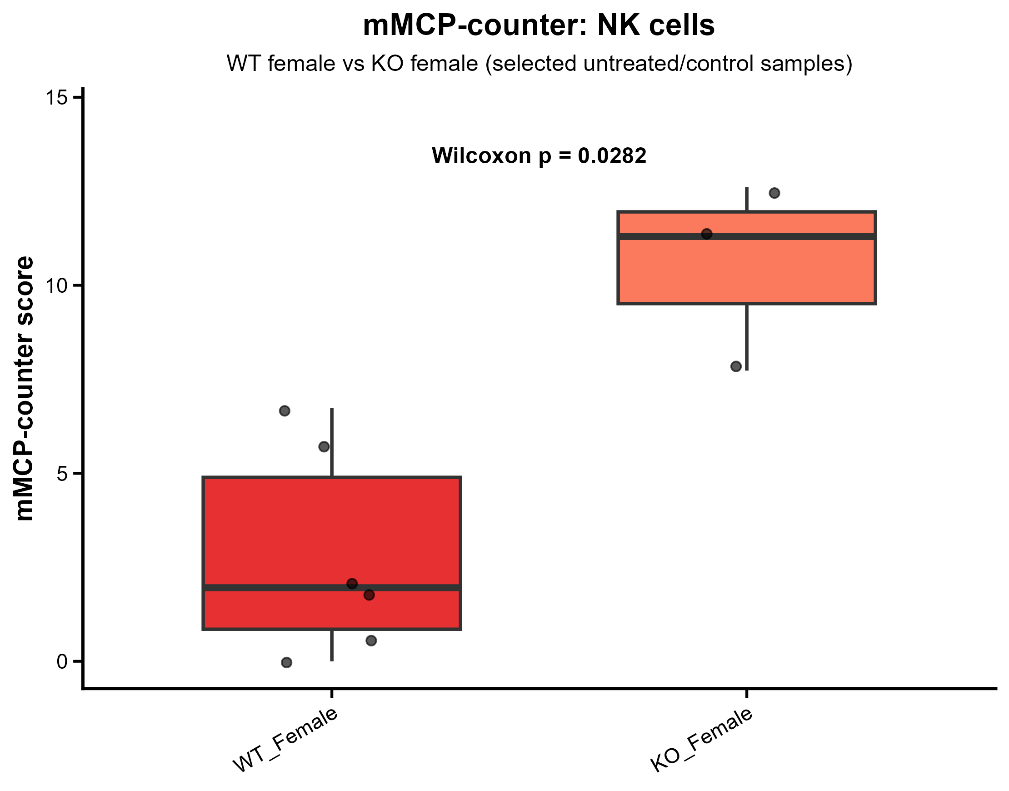 mMCP-counter: NK cells
WT female vs KO female (selected untreated/control samples)
15
Wilcoxon p = 0.0282
10
5
0
mMCP-counter score
WT_Female
KO_Female